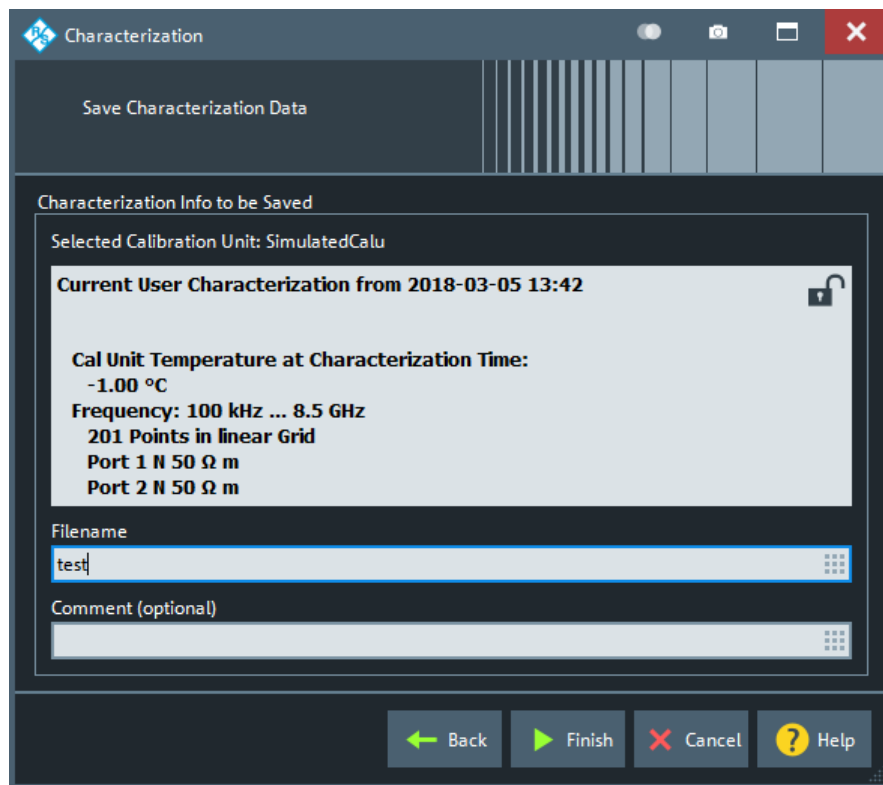 Characterization
Save Characterization Data
Characterization Info to be Saved
Selected Calibration Unit: SimulatedCalu
Current User Characterization from 2018-03-05 13:42
Cal Unit Temperature at Characterization Time:
-1.00 °C
Frequency: 100 kHz ... 8.5 GHz
201 Points in linear Grid
Port 1 N 50 Ω m
Port 2 N 50 Ω m
Filename
test
Comment (optional)
Back Finish Cancel ? Help